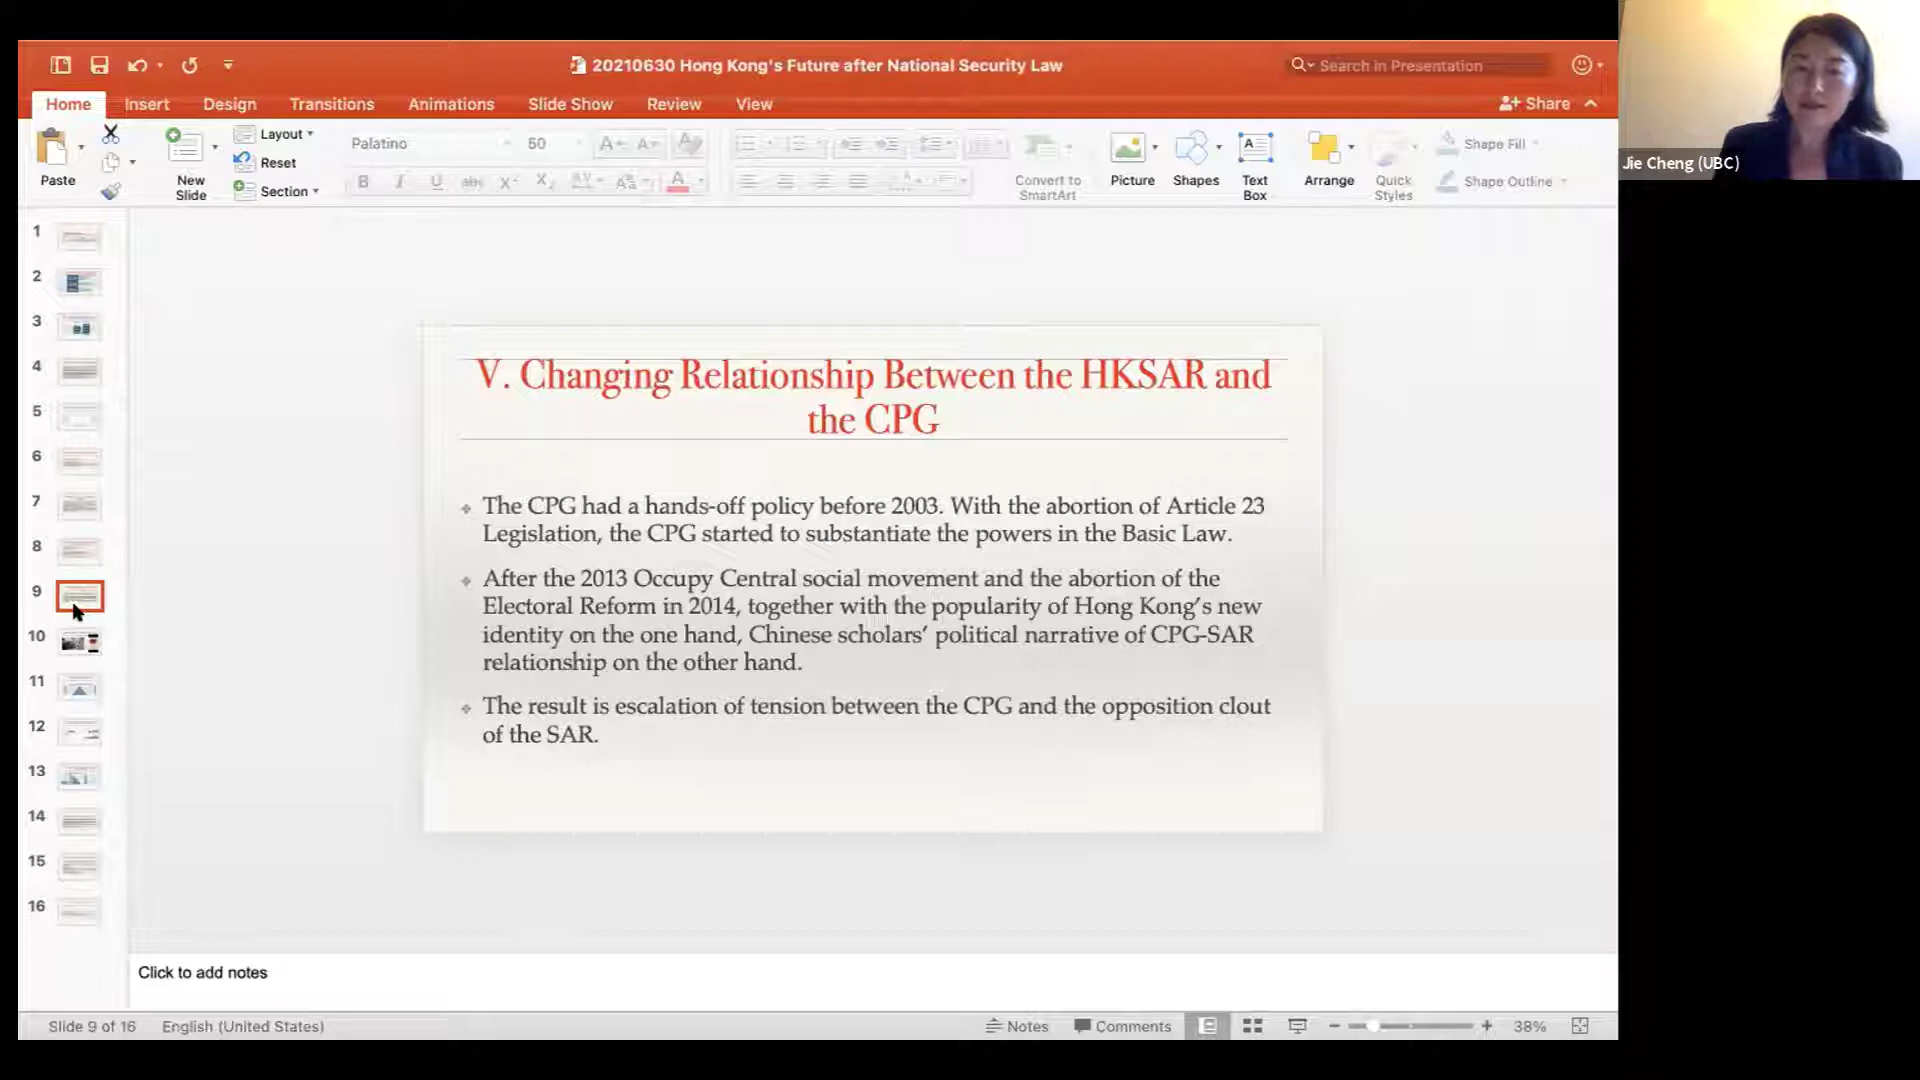 20210630 Hong Kong's Future after National Security Law
Search in Presentation
Home Insert Design Transitions Animations Slide Show Review View
Share
Paste
New Slide
Layout
Reset
Section
Palatino
50
Convert to SmartArt
Picture
Shapes
Text Box
Arrange
Quick Styles
Shape Fill
Shape Outline
Jie Cheng (UBC)
1
2
3
4
5
6
7
8
9
10
11
12
13
14
15
16
V. Changing Relationship Between the HKSAR and
the CPG
The CPG had a hands-off policy before 2003. With the abortion of Article 23
Legislation, the CPG started to substantiate the powers in the Basic Law.
After the 2013 Occupy Central social movement and the abortion of the
Electoral Reform in 2014, together with the popularity of Hong Kong's new
identity on the one hand, Chinese scholars' political narrative of CPG-SAR
relationship on the other hand.
The result is escalation of tension between the CPG and the opposition clout
of the SAR.
Click to add notes
Slide 9 of 16 English (United States)
Notes Comments 38%